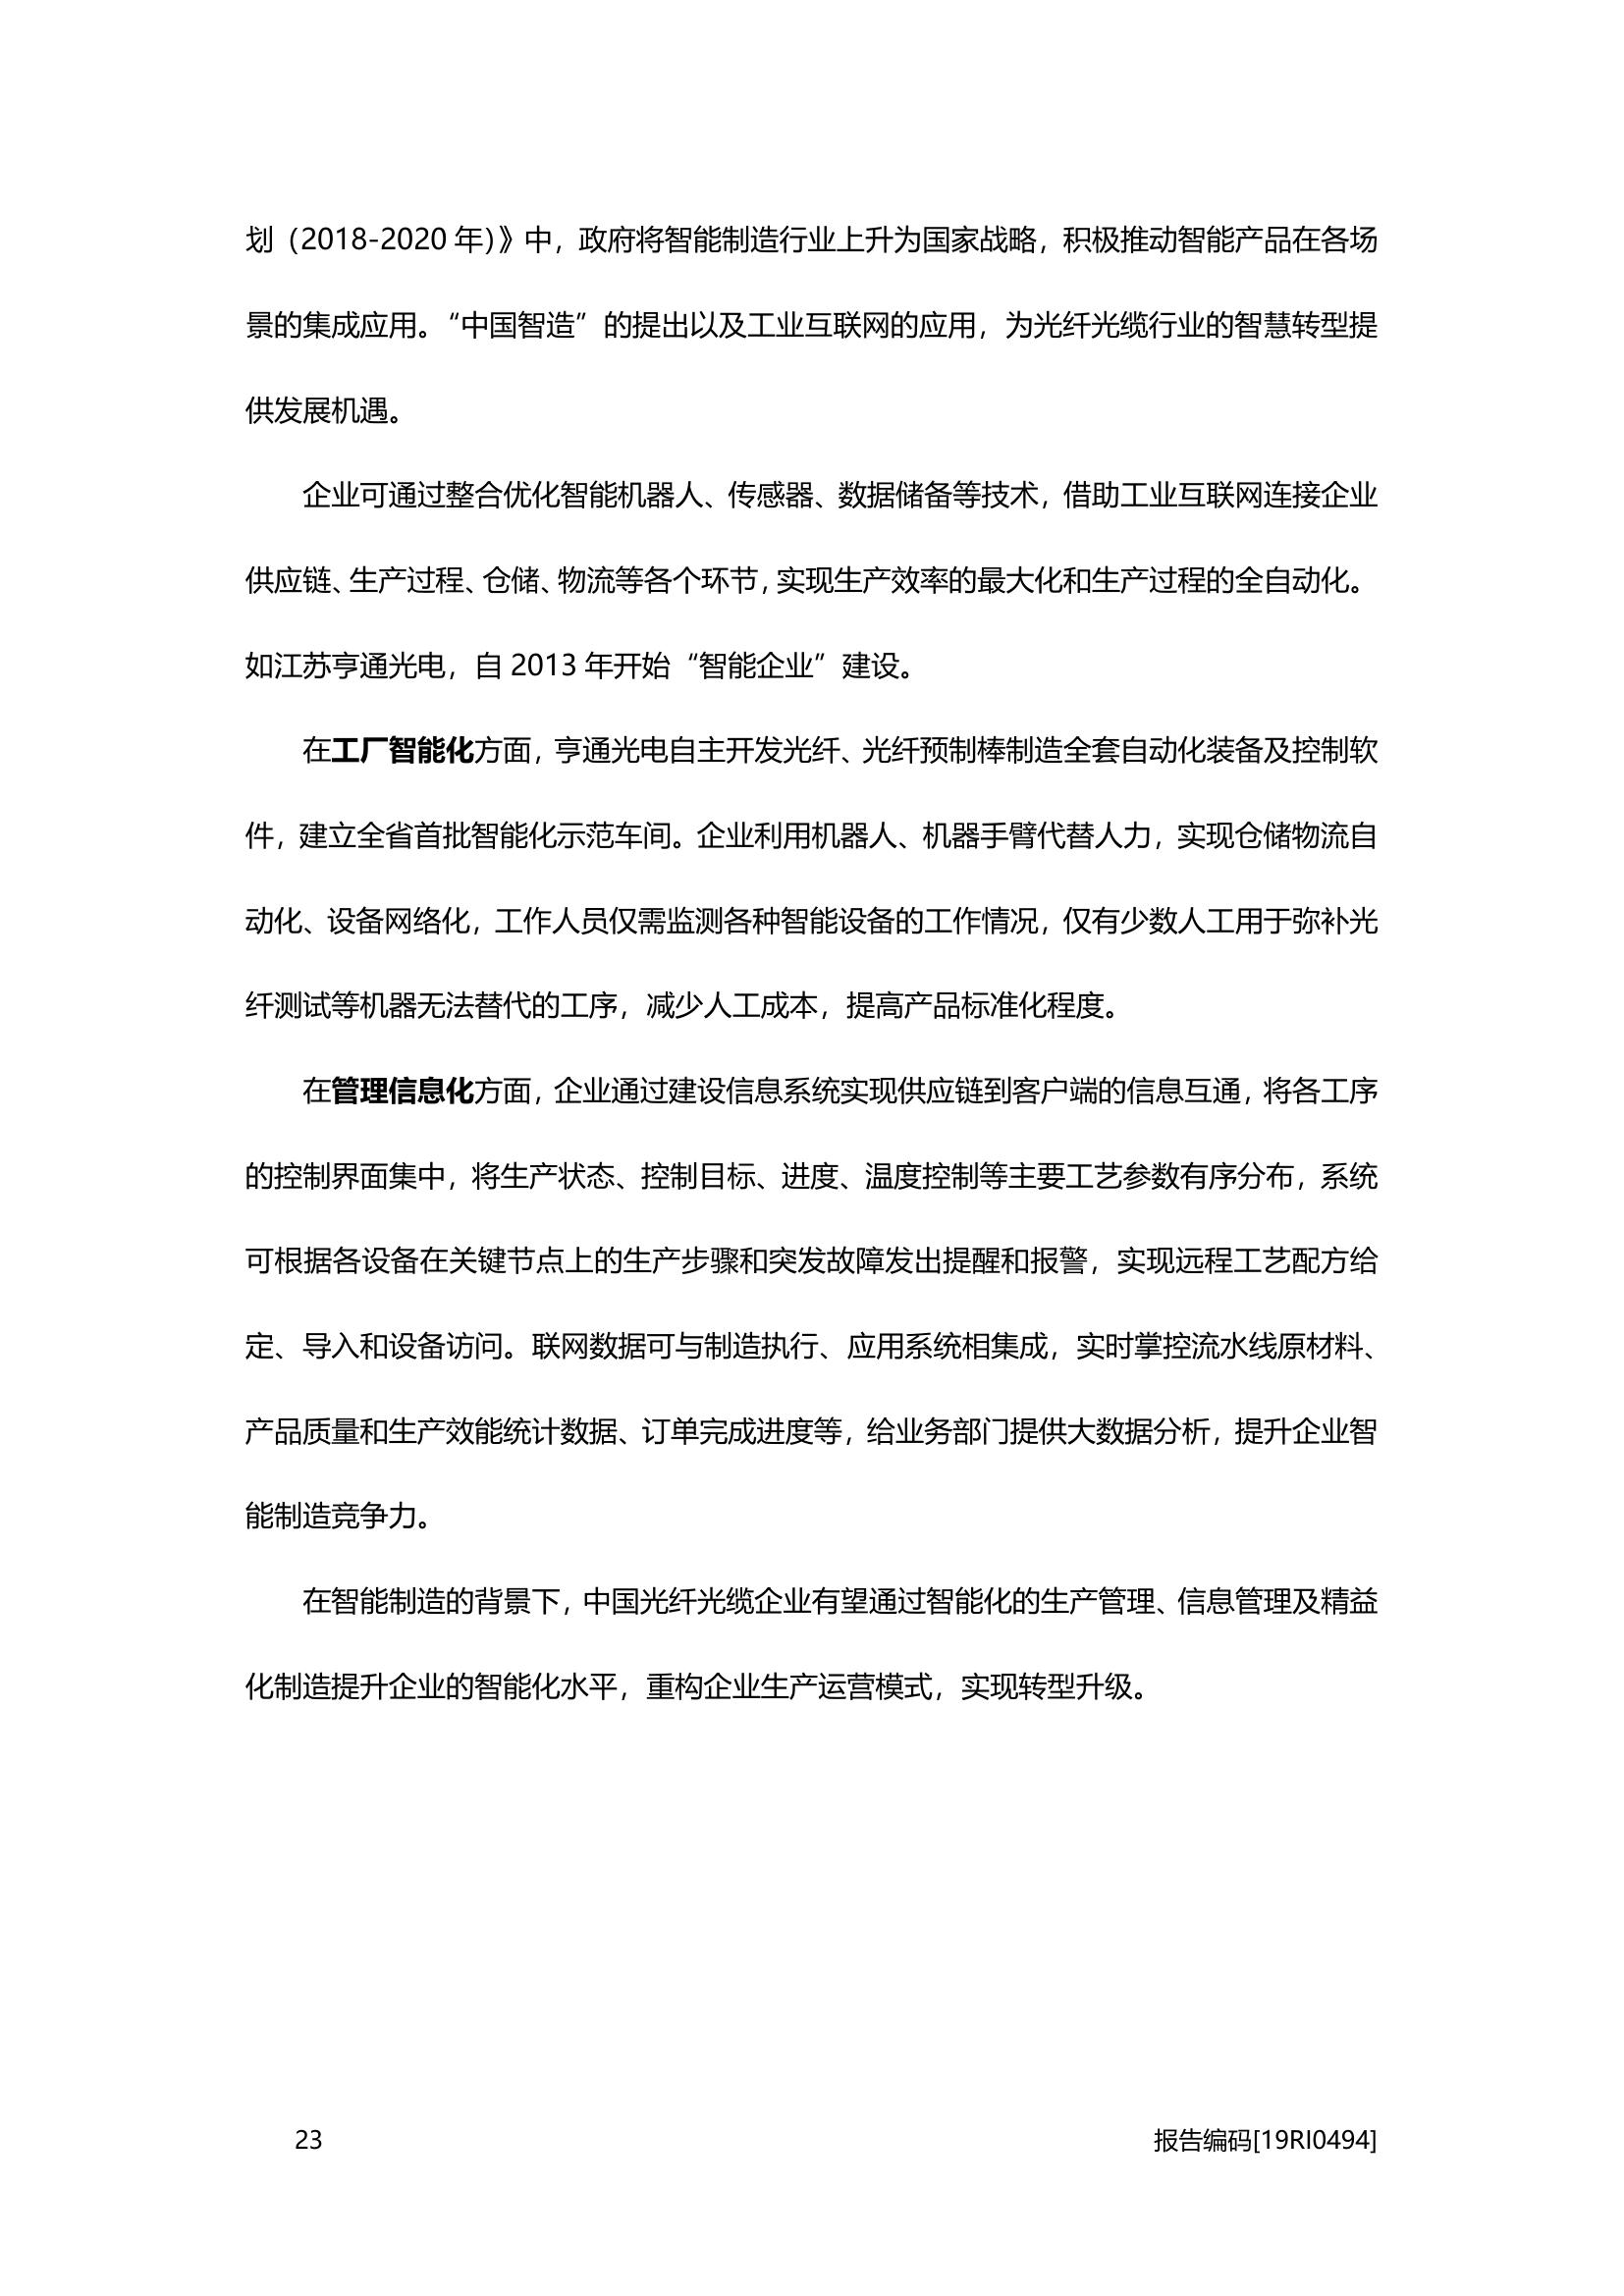 划（2018-2020 年）》中，政府将智能制造行业上升为国家战略，积极推动智能产品在各场
景的集成应用。“中国智造”的提出以及工业互联网的应用，为光纤光缆行业的智慧转型提
供发展机遇。
企业可通过整合优化智能机器人、传感器、数据储备等技术，借助工业互联网连接企业
供应链、生产过程、仓储、物流等各个环节，实现生产效率的最大化和生产过程的全自动化。
如江苏亨通光电，自 2013 年开始“智能企业”建设。
在工厂智能化方面，亨通光电自主开发光纤、光纤预制棒制造全套自动化装备及控制软
件，建立全省首批智能化示范车间。企业利用机器人、机器手臂代替人力，实现仓储物流自
动化、设备网络化，工作人员仅需监测各种智能设备的工作情况，仅有少数人工用于弥补光
纤测试等机器无法替代的工序，减少人工成本，提高产品标准化程度。
在管理信息化方面，企业通过建设信息系统实现供应链到客户端的信息互通，将各工序
的控制界面集中，将生产状态、控制目标、进度、温度控制等主要工艺参数有序分布，系统
可根据各设备在关键节点上的生产步骤和突发故障发出提醒和报警，实现远程工艺配方给
定、导入和设备访问。联网数据可与制造执行、应用系统相集成，实时掌控流水线原材料、
产品质量和生产效能统计数据、订单完成进度等，给业务部门提供大数据分析，提升企业智
能制造竞争力。
在智能制造的背景下，中国光纤光缆企业有望通过智能化的生产管理、信息管理及精益
化制造提升企业的智能化水平，重构企业生产运营模式，实现转型升级。
23 报告编码[19RI0494]